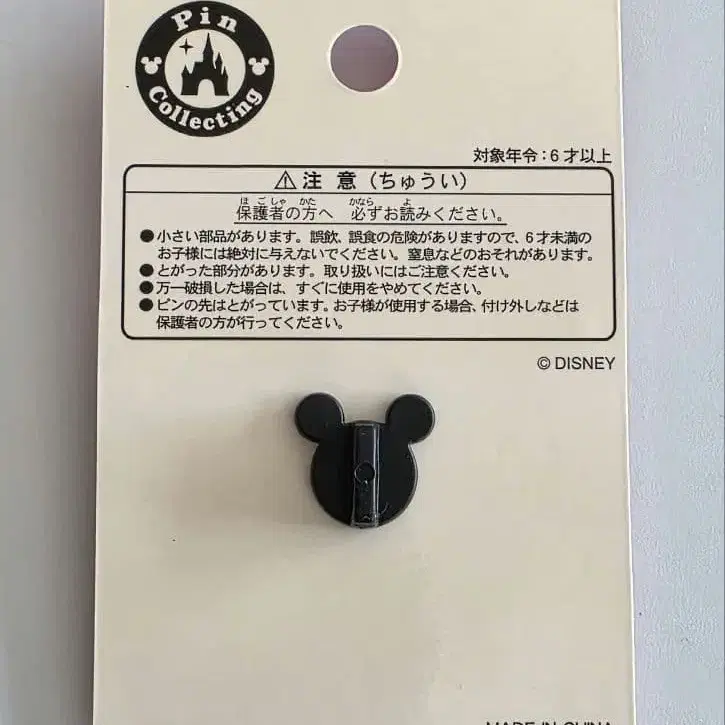 Pin
Collecting
対象年令：6才以上
⚠注 意（ちゅうい）
ほごしゃ かた かなら よ
保護者の方へ 必ずお読みください。
●小さい部品があります。誤飲、誤食の危険がありますので、6才未満の
お子様には絶対に与えないでください。窒息などのおそれがあります。
●とがった部分があります。取り扱いにはご注意ください。
●万一破損した場合は、すぐに使用をやめてください。
●ピンの先はとがっています。お子様が使用する場合、付け外しなどは
保護者の方が行ってください。
© DISNEY
MADE IN CHINA